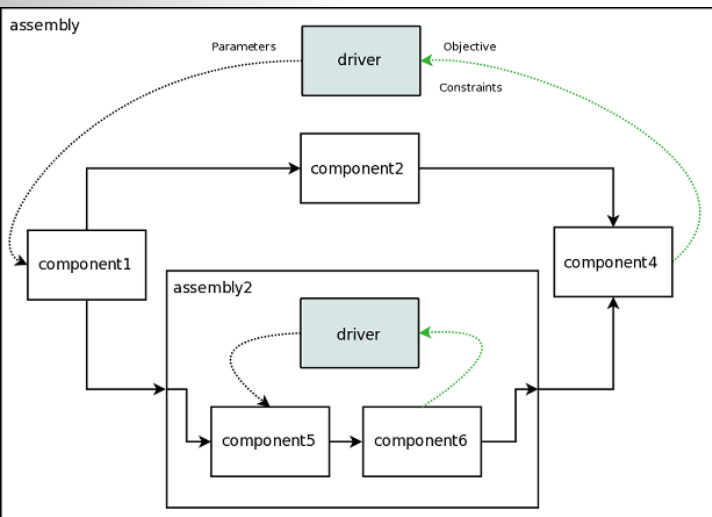 assembly
Parameters
driver
Objective
Constraints
component2
component1
component4
assembly2
driver
component5
component6